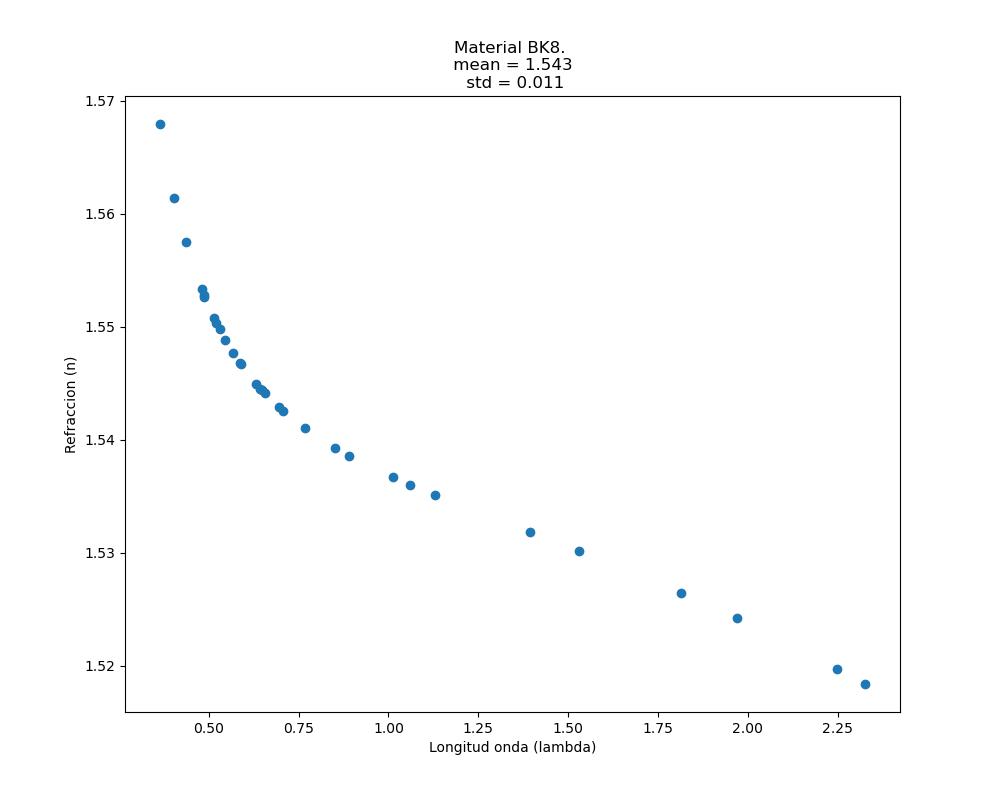 Material BK8.
mean = 1.543
std = 0.011
1.57
1.56
1.55
1.54
1.53
1.52
Refraccion (n)
0.50 0.75 1.00 1.25 1.50 1.75 2.00 2.25
Longitud onda (lambda)